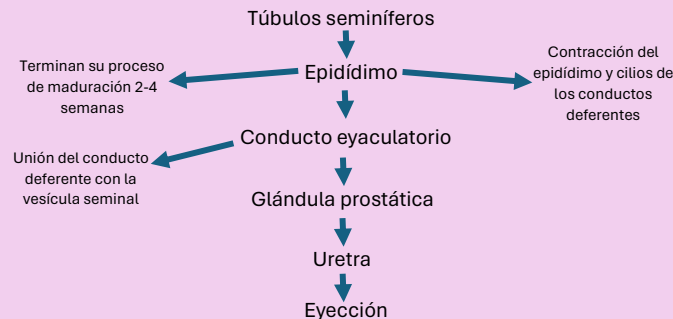 Túbulos seminíferos
Terminan su proceso
de maduración 2-4
semanas
Epidídimo
Contracción del
epidídimo y cilios de
los conductos
deferentes
Conducto eyaculatorio
Unión del conducto
deferente con la
vesícula seminal
Glándula prostática
Uretra
Eyección